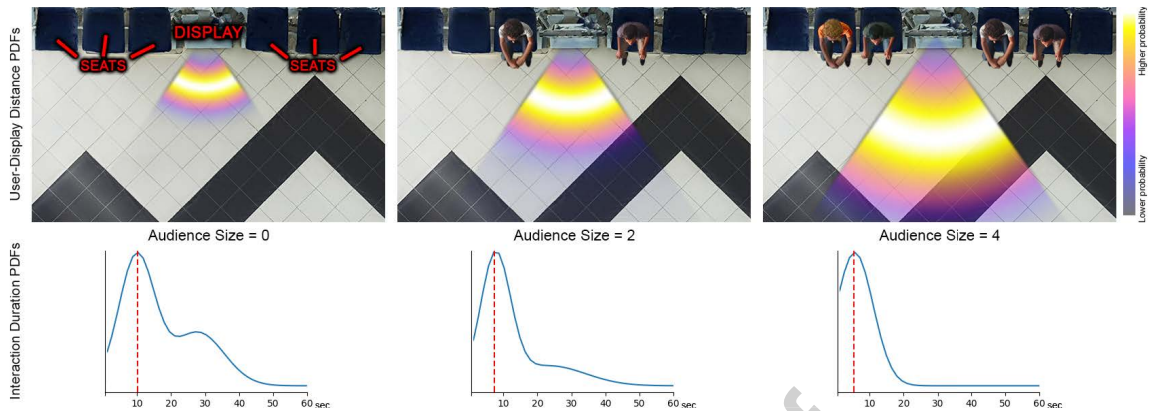 User-Display Distance PDFs
DISPLAY
SEATS
SEATS
Higher probability
Lower probability
Audience Size = 0
Audience Size = 2
Audience Size = 4
Interaction Duration PDFs
10 20 30 40 50 60 sec
10 20 30 40 50 60 sec
10 20 30 40 50 60 sec